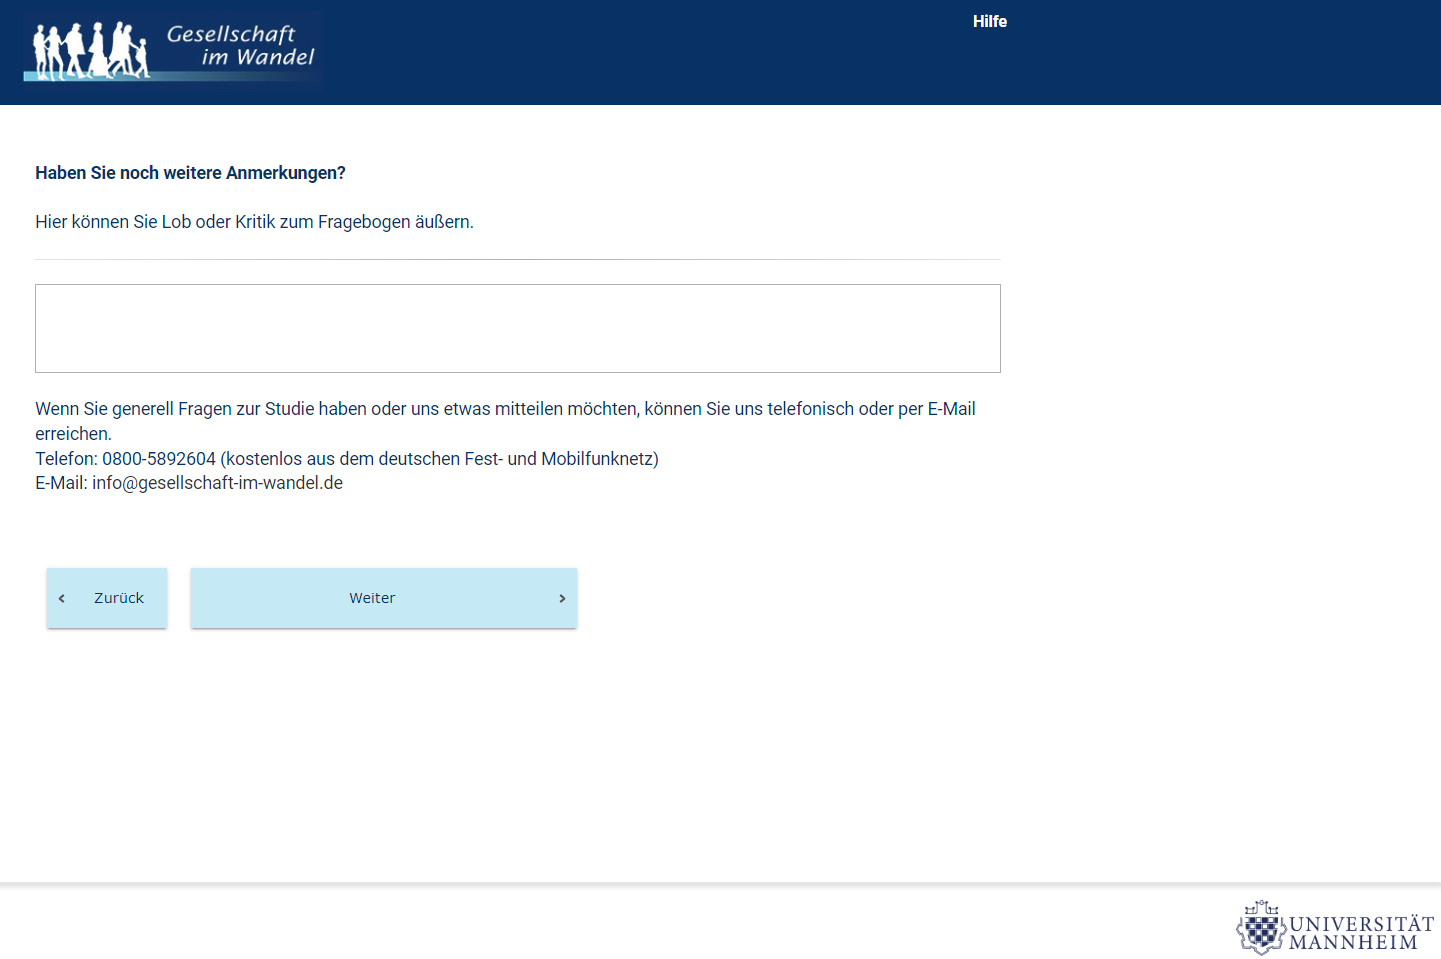 Gesellschaft
im Wandel
Hilfe
Haben Sie noch weitere Anmerkungen?
Hier können Sie Lob oder Kritik zum Fragebogen äußern.
Wenn Sie generell Fragen zur Studie haben oder uns etwas mitteilen möchten, können Sie uns telefonisch oder per E-Mail
erreichen.
Telefon: 0800-5892604 (kostenlos aus dem deutschen Fest- und Mobilfunknetz)
E-Mail: info@gesellschaft-im-wandel.de
Zurück
Weiter
UNIVERSITÄT
MANNHEIM